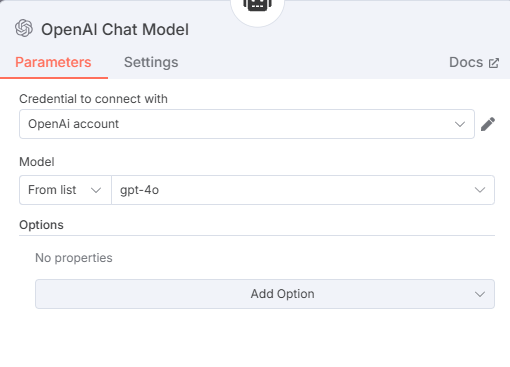 OpenAI Chat Model
Parameters Settings Docs
Credential to connect with
OpenAi account
Model
From list gpt-4o
Options
No properties
Add Option